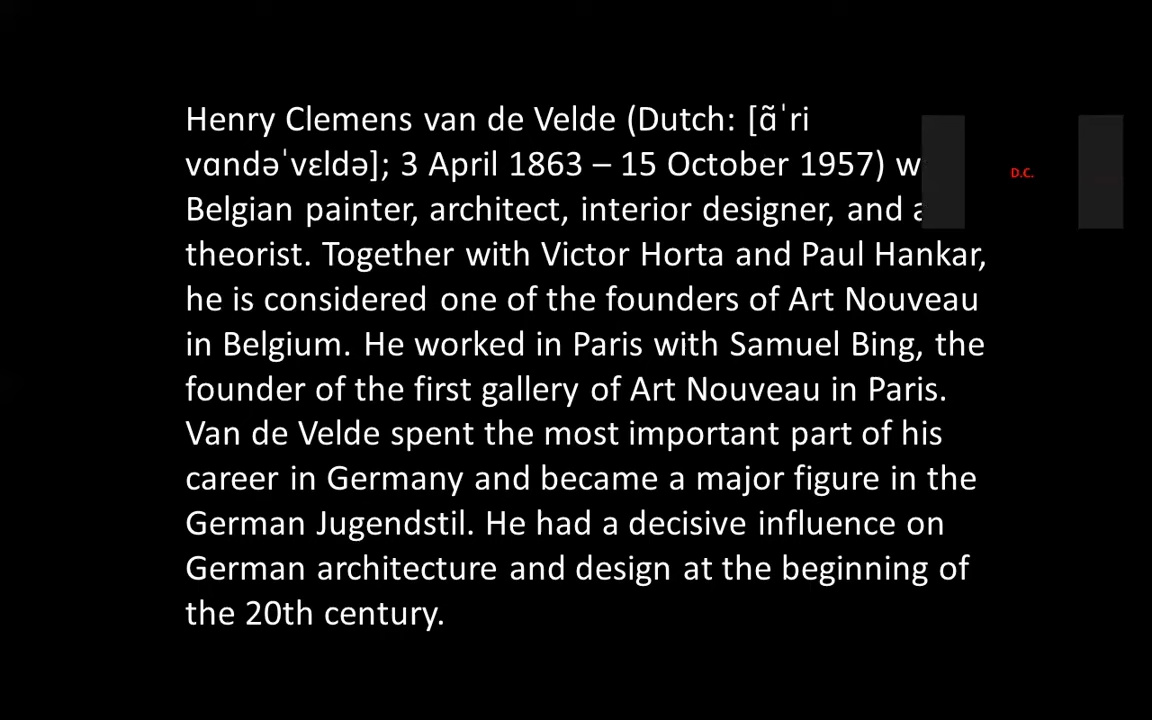 Henry Clemens van de Velde (Dutch: [ɑ̃ˈri
vɑndəˈvɛldə]; 3 April 1863 – 15 October 1957)
D.C.
Belgian painter, architect, interior designer, and
theorist. Together with Victor Horta and Paul Hankar,
he is considered one of the founders of Art Nouveau
in Belgium. He worked in Paris with Samuel Bing, the
founder of the first gallery of Art Nouveau in Paris.
Van de Velde spent the most important part of his
career in Germany and became a major figure in the
German Jugendstil. He had a decisive influence on
German architecture and design at the beginning of
the 20th century.